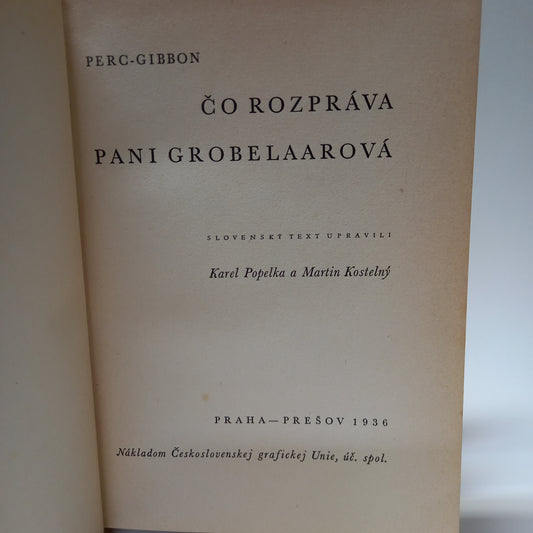 PERC-GIBBON
ČO ROZPRÁVA
PANI GROBELAAROVÁ
SLOVENSKÝ TEXT UPRAVILI
Karel Popelka a Martin Kostelný
PRAHA—PREŠOV 1936
Nákladom Československej grafickej Unie, úč. spol.